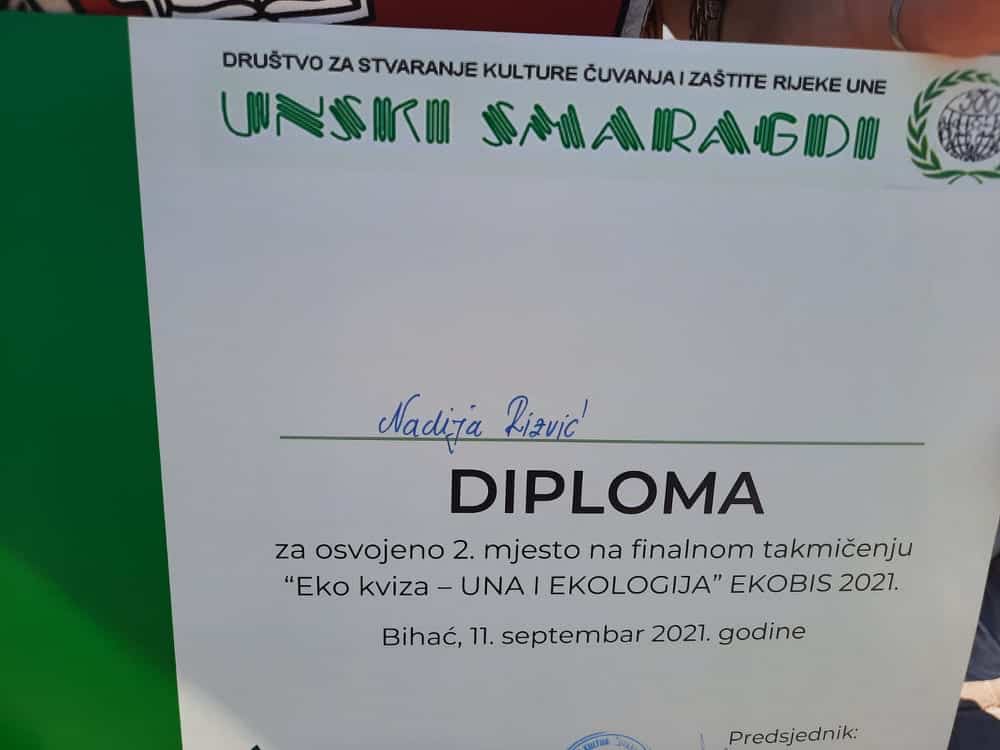 DRUŠTVO ZA STVARANJE KULTURE ČUVANJA I ZAŠTITE RIJEKE UNE
UNSKI SMARAGDI
Nadija Rizvić
DIPLOMA
za osvojeno 2. mjesto na finalnom takmičenju
“Eko kviza – UNA I EKOLOGIJA” EKOBIS 2021.
Bihać, 11. septembar 2021. godine
Predsjednik: